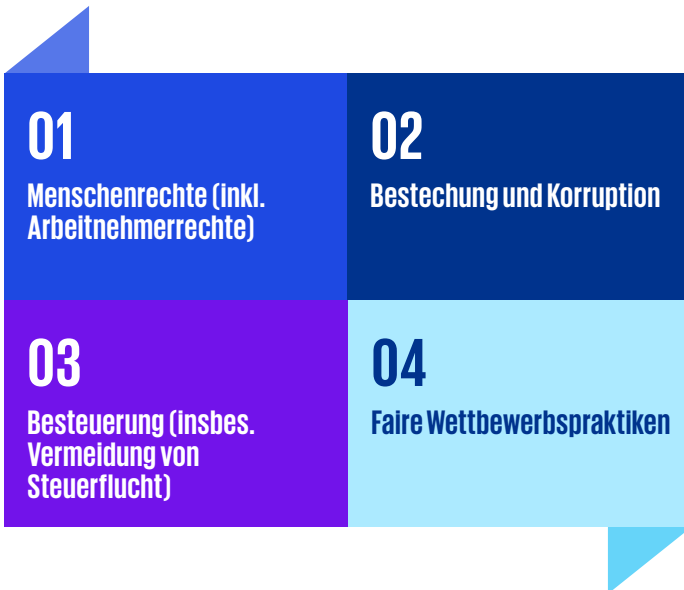 01
Menschenrechte (inkl.
Arbeitnehmerrechte)
02
Bestechung und Korruption
03
Besteuerung (insbes.
Vermeidung von
Steuerflucht)
04
Faire Wettbewerbspraktiken